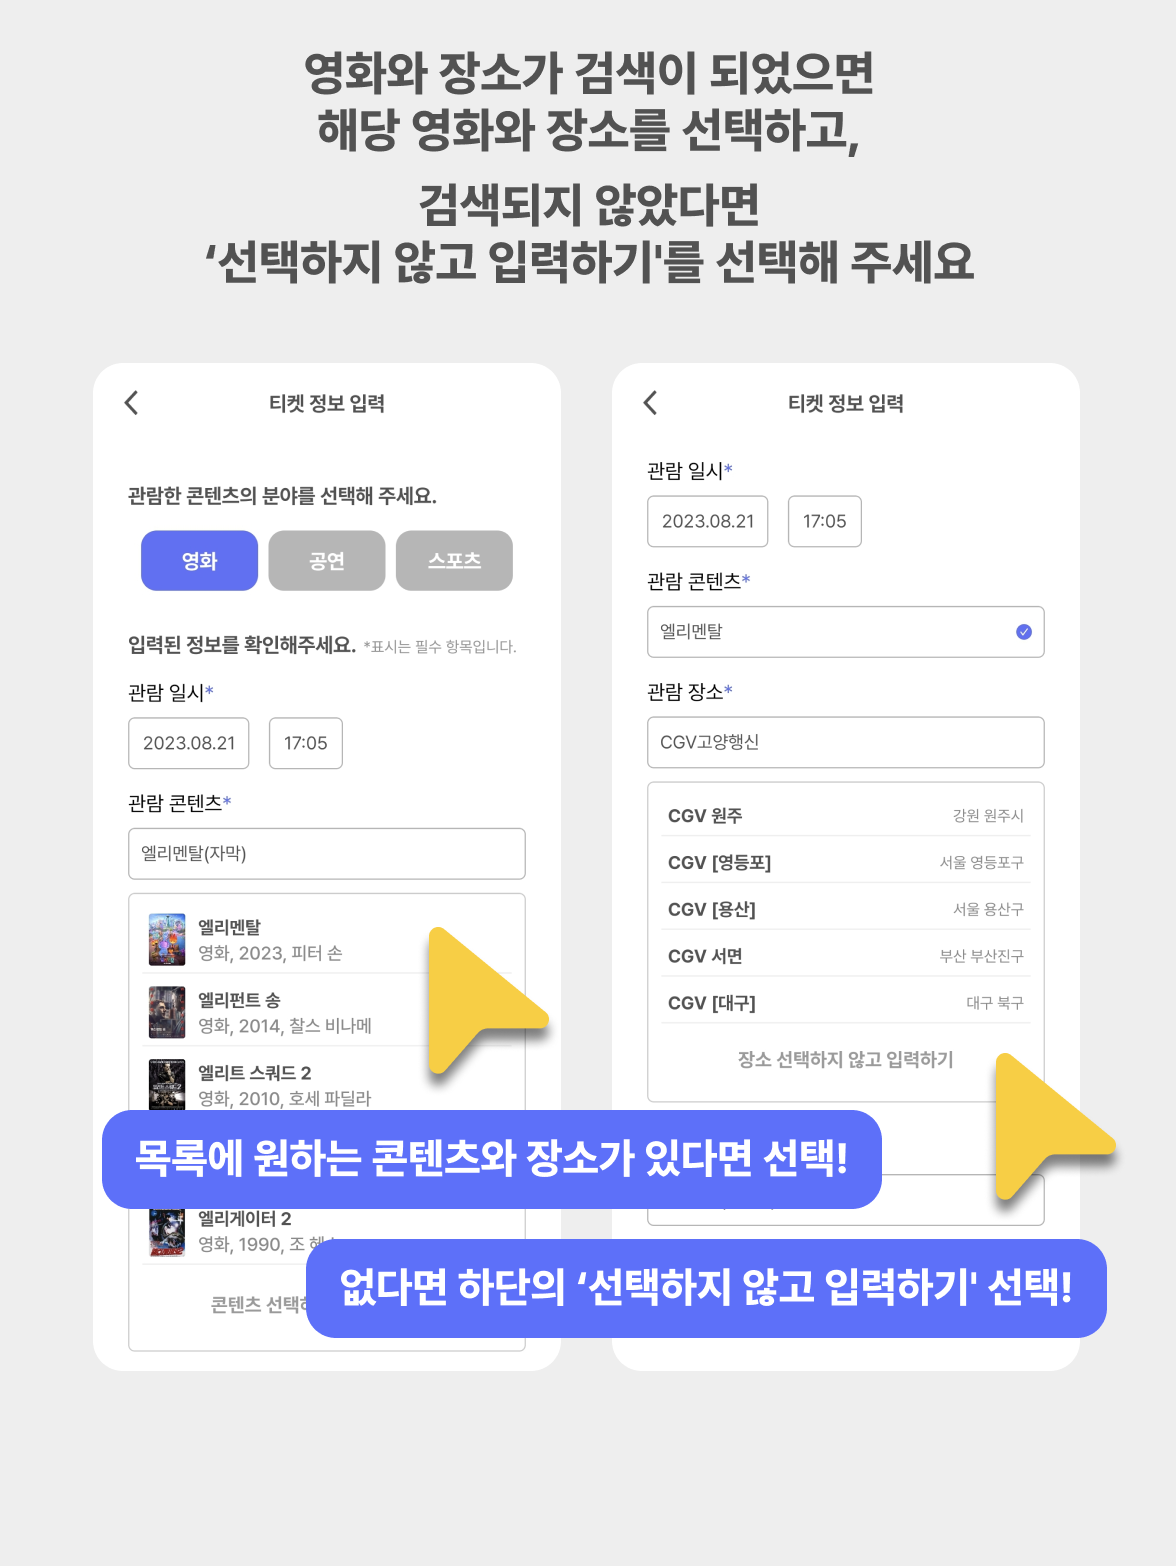 영화와 장소가 검색이 되었으면
해당 영화와 장소를 선택하고,
검색되지 않았다면
‘선택하지 않고 입력하기'를 선택해 주세요
티켓 정보 입력
관람한 콘텐츠의 분야를 선택해 주세요.
영화
공연
스포츠
입력된 정보를 확인해주세요. *표시는 필수 항목입니다.
관람 일시*
2023.08.21
17:05
관람 콘텐츠*
엘리멘탈(자막)
엘리멘탈
영화, 2023, 피터 손
엘리펀트 송
영화, 2014, 찰스 비나메
엘리트 스쿼드 2
영화, 2010, 호세 파딜라
엘리게이터 2
영화, 1990, 조
콘텐츠
티켓 정보 입력
관람 일시*
2023.08.21
17:05
관람 콘텐츠*
엘리멘탈
관람 장소*
CGV고양행신
CGV 원주 강원 원주시
CGV [영등포] 서울 영등포구
CGV [용산] 서울 용산구
CGV 서면 부산 부산진구
CGV [대구] 대구 북구
장소 선택하지 않고 입력하기
목록에 원하는 콘텐츠와 장소가 있다면 선택!
없다면 하단의 ‘선택하지 않고 입력하기' 선택!